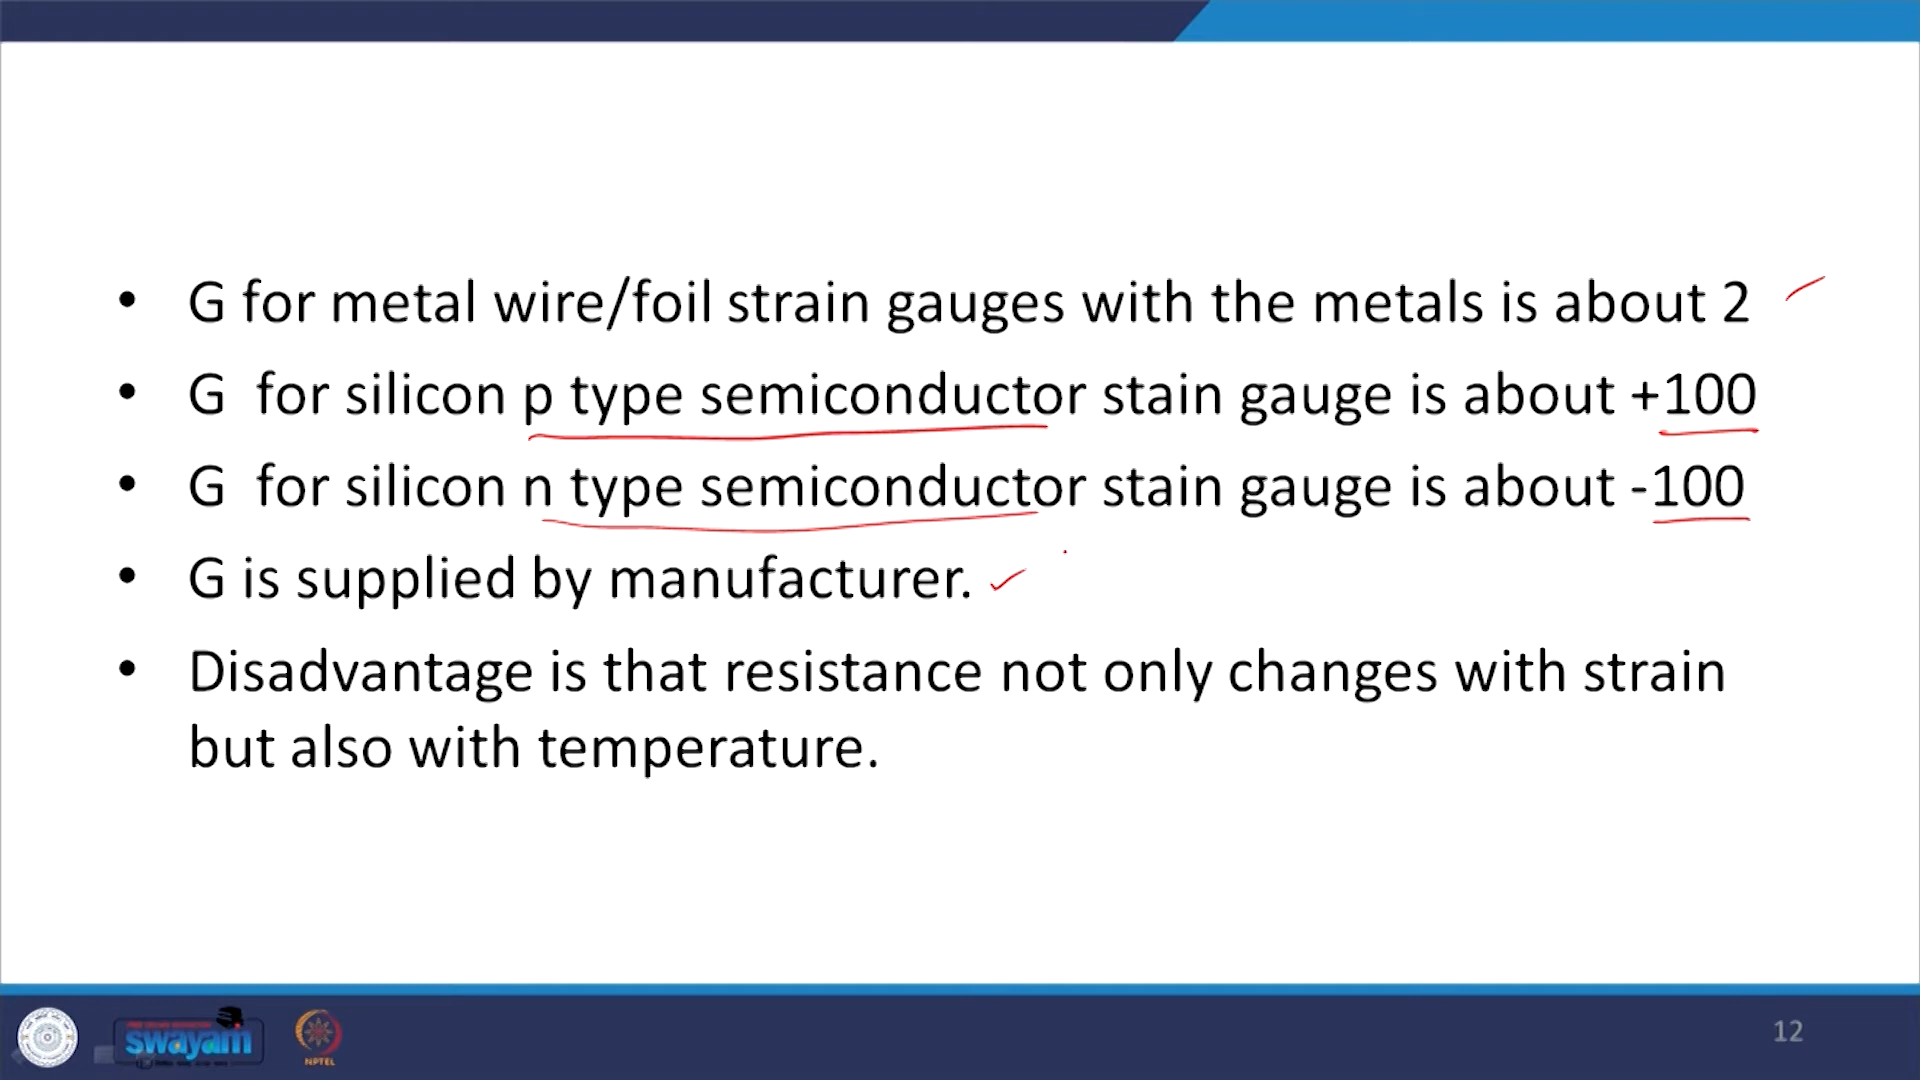 • G for metal wire/foil strain gauges with the metals is about 2
• G for silicon p type semiconductor stain gauge is about +100
• G for silicon n type semiconductor stain gauge is about -100
• G is supplied by manufacturer.
• Disadvantage is that resistance not only changes with strain
but also with temperature.
swayam
NPTEL
12